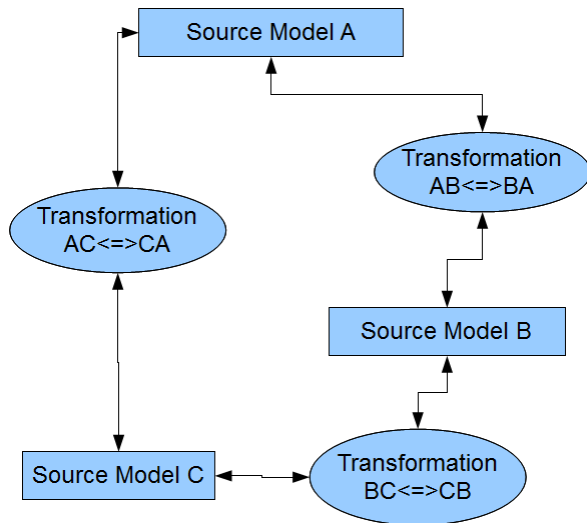 Source Model A
Transformation
AB<=>BA
Transformation
AC<=>CA
Source Model B
Source Model C
Transformation
BC<=>CB